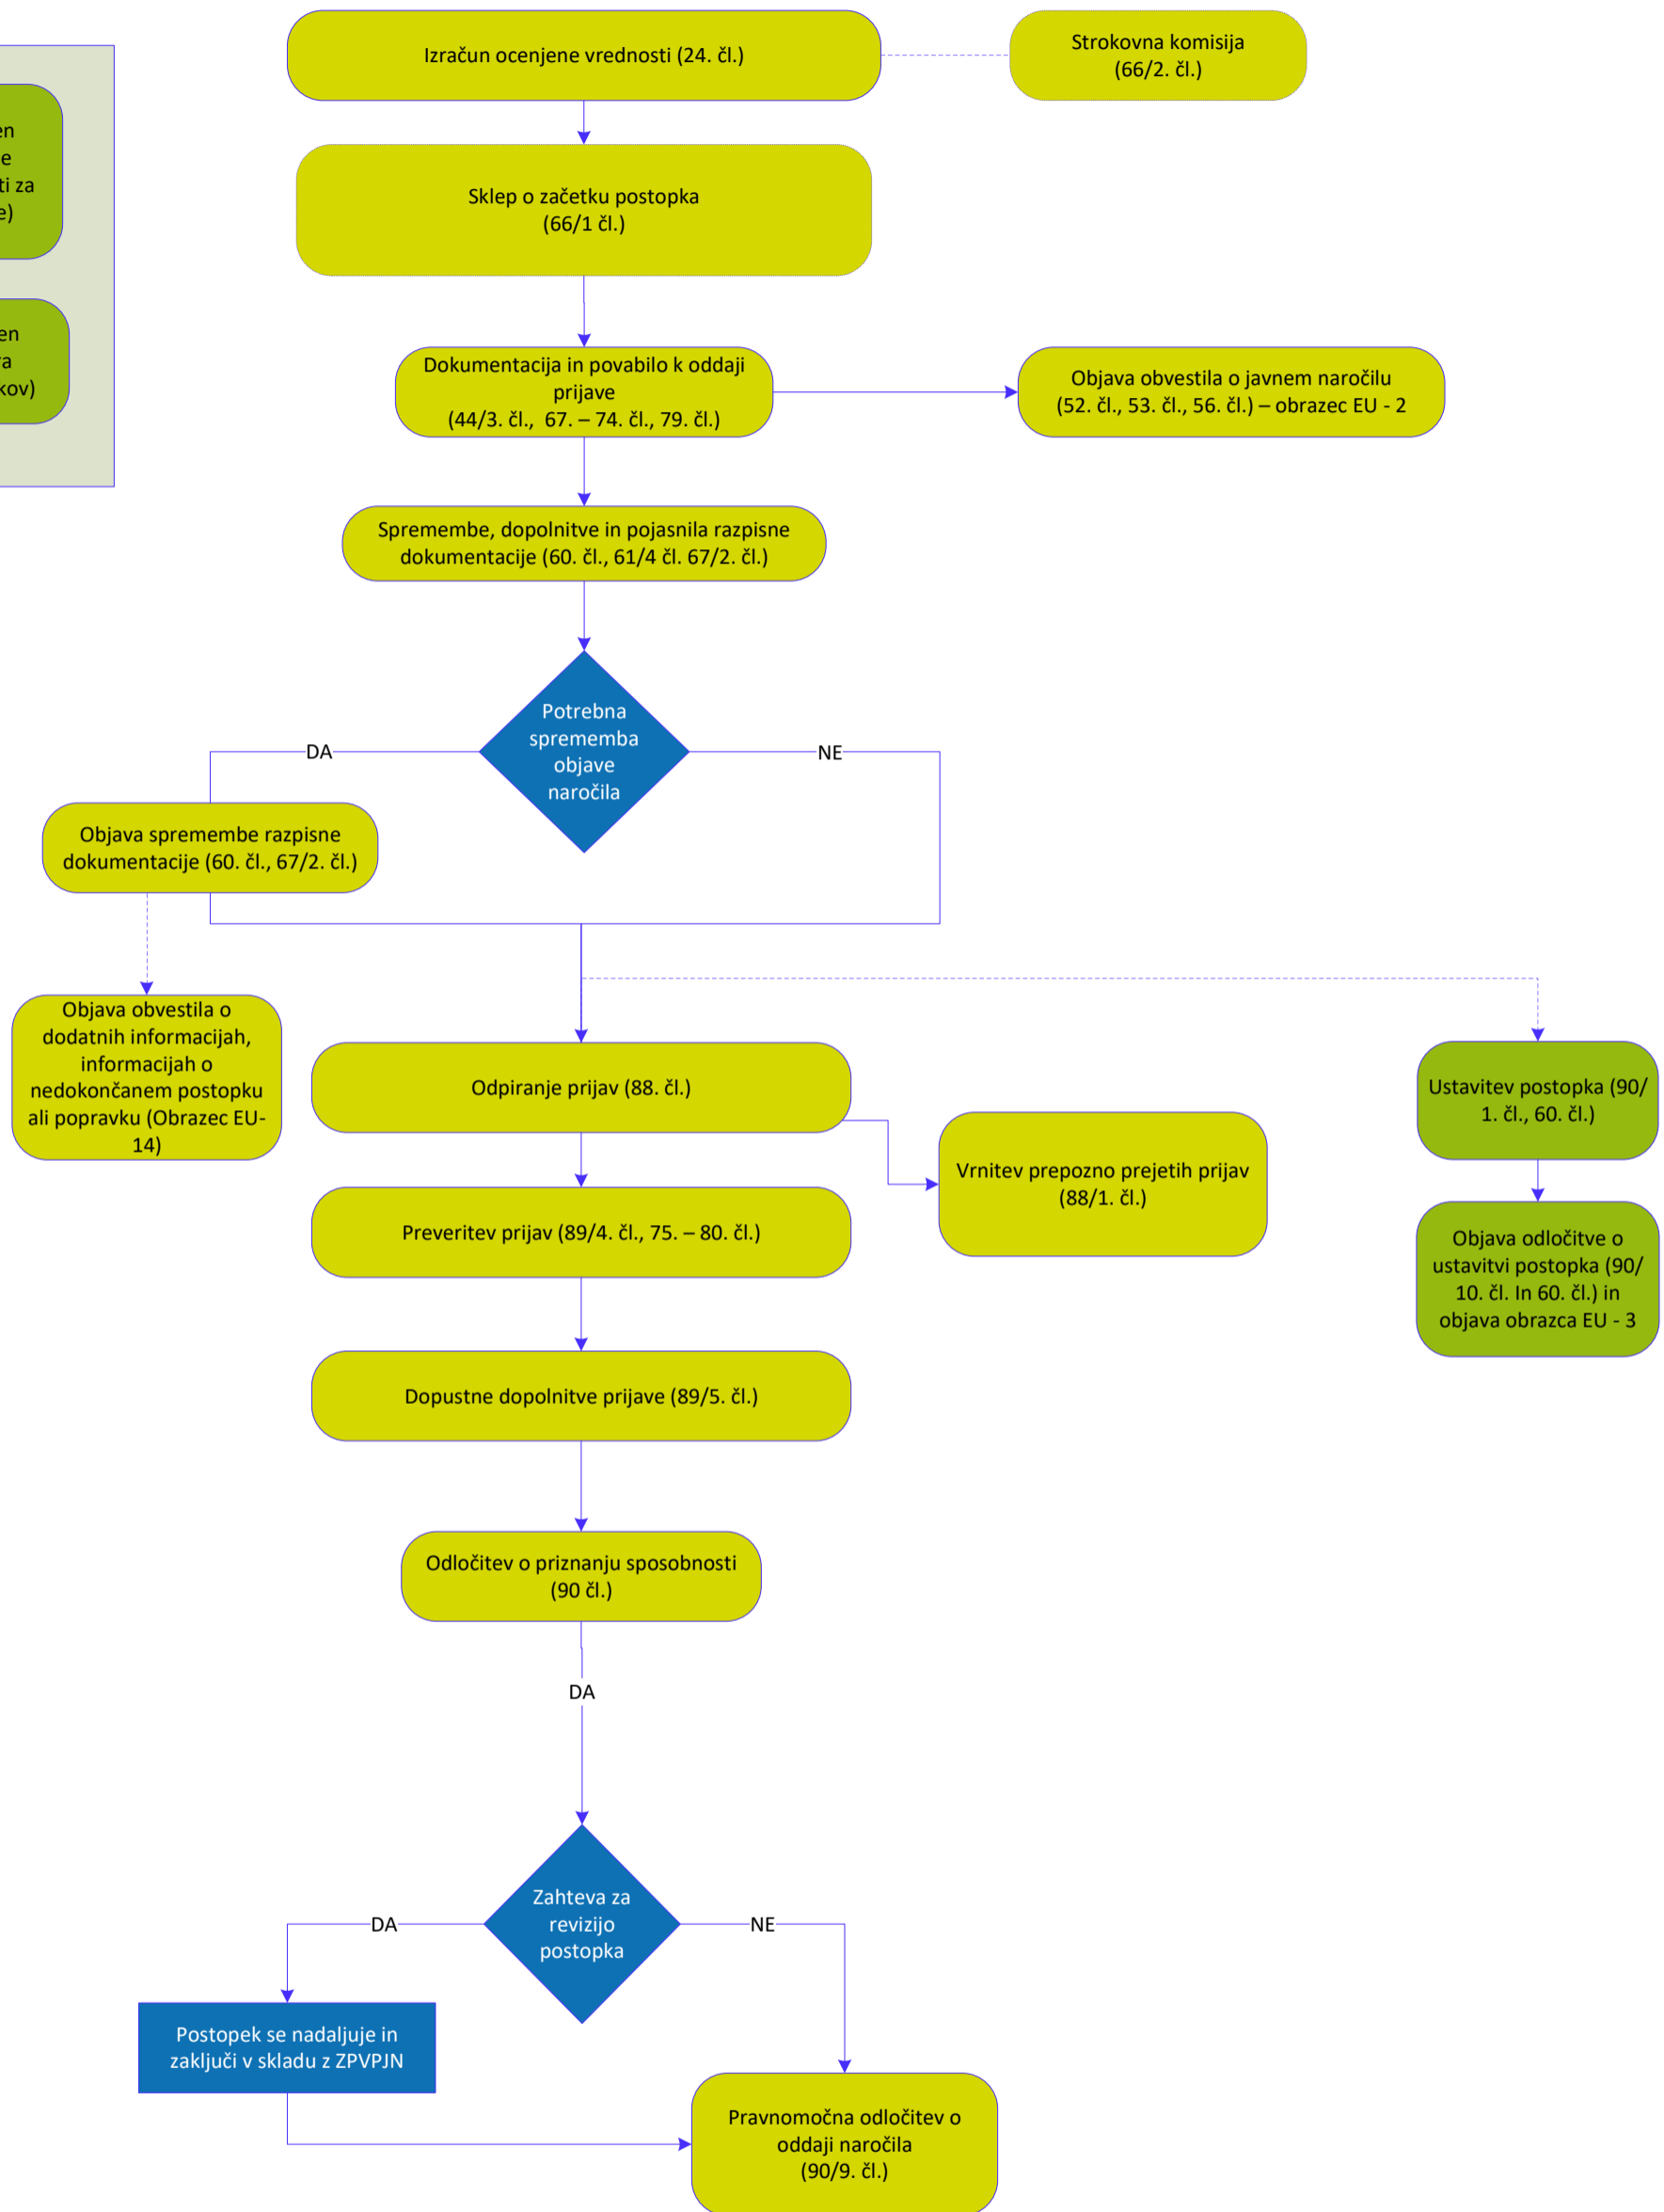 Izračun ocenjene vrednosti (24. čl.)
Strokovna komisija
(66/2. čl.)
en
e
ti za
e)
Sklep o začetku postopka
(66/1 čl.)
en
ra
kov)
Dokumentacija in povabilo k oddaji
prijave
(44/3. čl., 67. – 74. čl., 79. čl.)
Objava obvestila o javnem naročilu
(52. čl., 53. čl., 56. čl.) – obrazec EU - 2
Spremembe, dopolnitve in pojasnila razpisne
dokumentacije (60. čl., 61/4 čl. 67/2. čl.)
Potrebna
sprememba
objave
naročila
DA
NE
Objava spremembe razpisne
dokumentacije (60. čl., 67/2. čl.)
Objava obvestila o
dodatnih informacijah,
informacijah o
nedokončanem postopku
ali popravku (Obrazec EU-
14)
Odpiranje prijav (88. čl.)
Ustavitev postopka (90/
1. čl., 60. čl.)
Vrnitev prepozno prejetih prijav
(88/1. čl.)
Preveritev prijav (89/4. čl., 75. – 80. čl.)
Objava odločitve o
ustavitvi postopka (90/
10. čl. In 60. čl.) in
objava obrazca EU - 3
Dopustne dopolnitve prijave (89/5. čl.)
Odločitev o priznanju sposobnosti
(90 čl.)
DA
Zahteva za
revizijo
postopka
DA
NE
Postopek se nadaljuje in
zaključi v skladu z ZPVPJN
Pravnomočna odločitev o
oddaji naročila
(90/9. čl.)